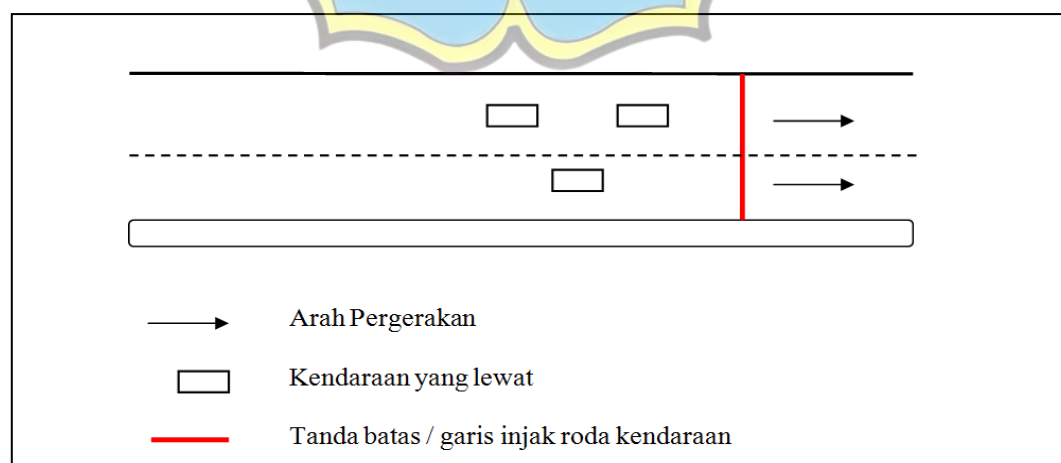 Arah Pergerakan
Kendaraan yang lewat
Tanda batas / garis injak roda kendaraan